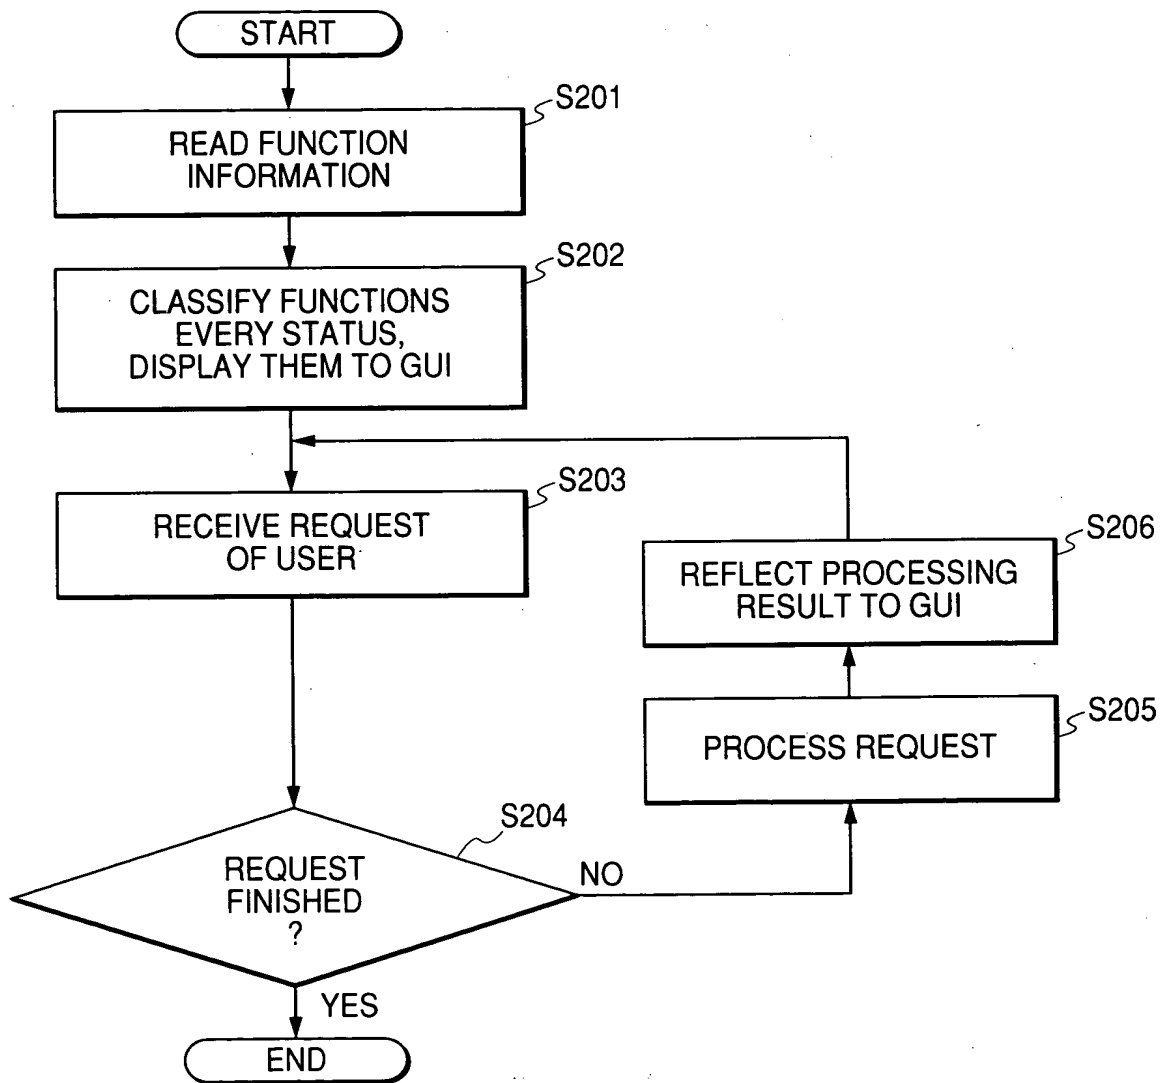 START
S201
READ FUNCTION
INFORMATION
S202
CLASSIFY FUNCTIONS
EVERY STATUS,
DISPLAY THEM TO GUI
S203
RECEIVE REQUEST
OF USER
S206
REFLECT PROCESSING
RESULT TO GUI
S205
PROCESS REQUEST
S204
REQUEST
FINISHED
?
NO
YES
END